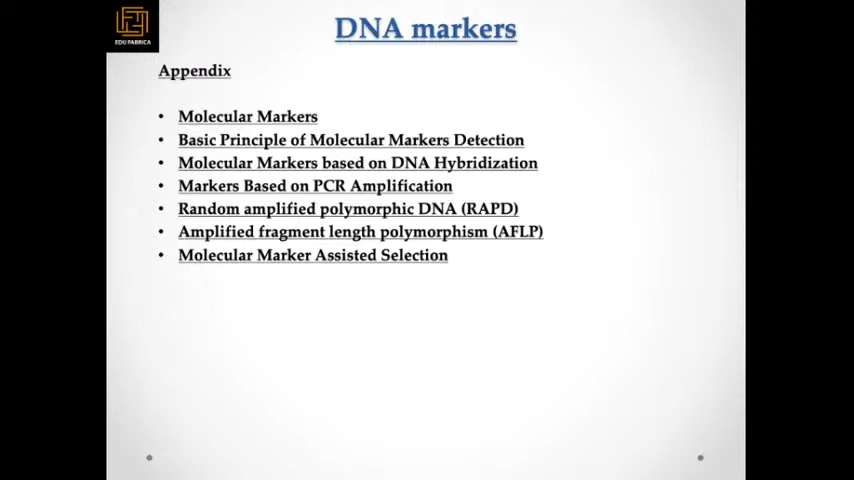 EDU FABRICA
DNA markers
Appendix
• Molecular Markers
• Basic Principle of Molecular Markers Detection
• Molecular Markers based on DNA Hybridization
• Markers Based on PCR Amplification
• Random amplified polymorphic DNA (RAPD)
• Amplified fragment length polymorphism (AFLP)
• Molecular Marker Assisted Selection